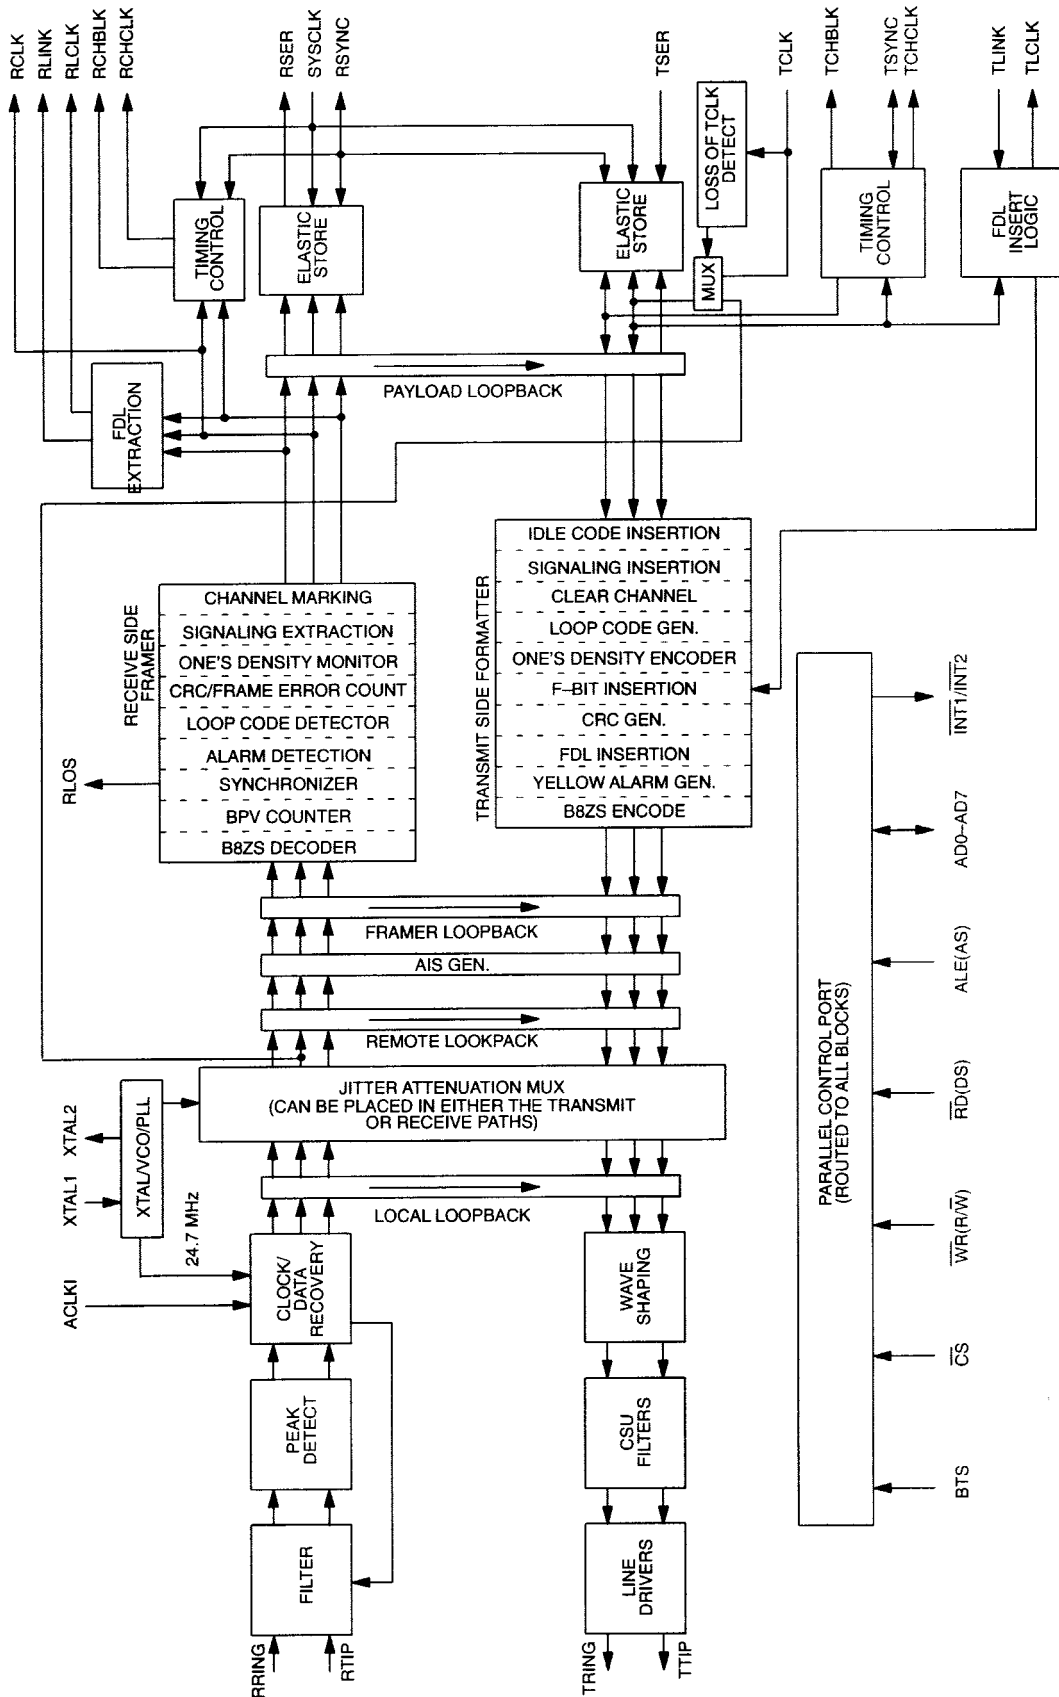 RCLK
RLINK
RLCLK
RCHBLK
RCHCLK
RSER
SYSCLK
RSYNC
TSER
TCLK
TCHBLK
TSYNC
TCHCLK
TLINK
TLCLK
TIMING
CONTROL
ELASTIC
STORE
ELASTIC
STORE
LOSS OF TCLK
DETECT
MUX
TIMING
CONTROL
FDL
INSERT
LOGIC
FDL
EXTRACTION
PAYLOAD LOOPBACK
RECEIVE SIDE
FRAMER
CHANNEL MARKING
SIGNALING EXTRACTION
ONE'S DENSITY MONITOR
CRC/FRAME ERROR COUNT
LOOP CODE DETECTOR
ALARM DETECTION
SYNCHRONIZER
BPV COUNTER
B8ZS DECODER
RLOS
TRANSMIT SIDE FORMATTER
IDLE CODE INSERTION
SIGNALING INSERTION
CLEAR CHANNEL
LOOP CODE GEN.
ONE'S DENSITY ENCODER
F–BIT INSERTION
CRC GEN.
FDL INSERTION
YELLOW ALARM GEN.
B8ZS ENCODE
FRAMER LOOPBACK
AIS GEN.
REMOTE LOOKPACK
JITTER ATTENUATION MUX
(CAN BE PLACED IN EITHER THE TRANSMIT
OR RECEIVE PATHS)
LOCAL LOOPBACK
XTAL2
XTAL1
XTAL/VCO/PLL
24.7 MHz
ACLKI
CLOCK/
DATA
RECOVERY
PEAK
DETECT
FILTER
RRING
RTIP
WAVE
SHAPING
CSU
FILTERS
LINE
DRIVERS
TRING
TTIP
PARALLEL CONTROL PORT
(ROUTED TO ALL BLOCKS)
INT1/INT2
AD0–AD7
ALE(AS)
RD(DS)
WR(R/W)
CS
BTS